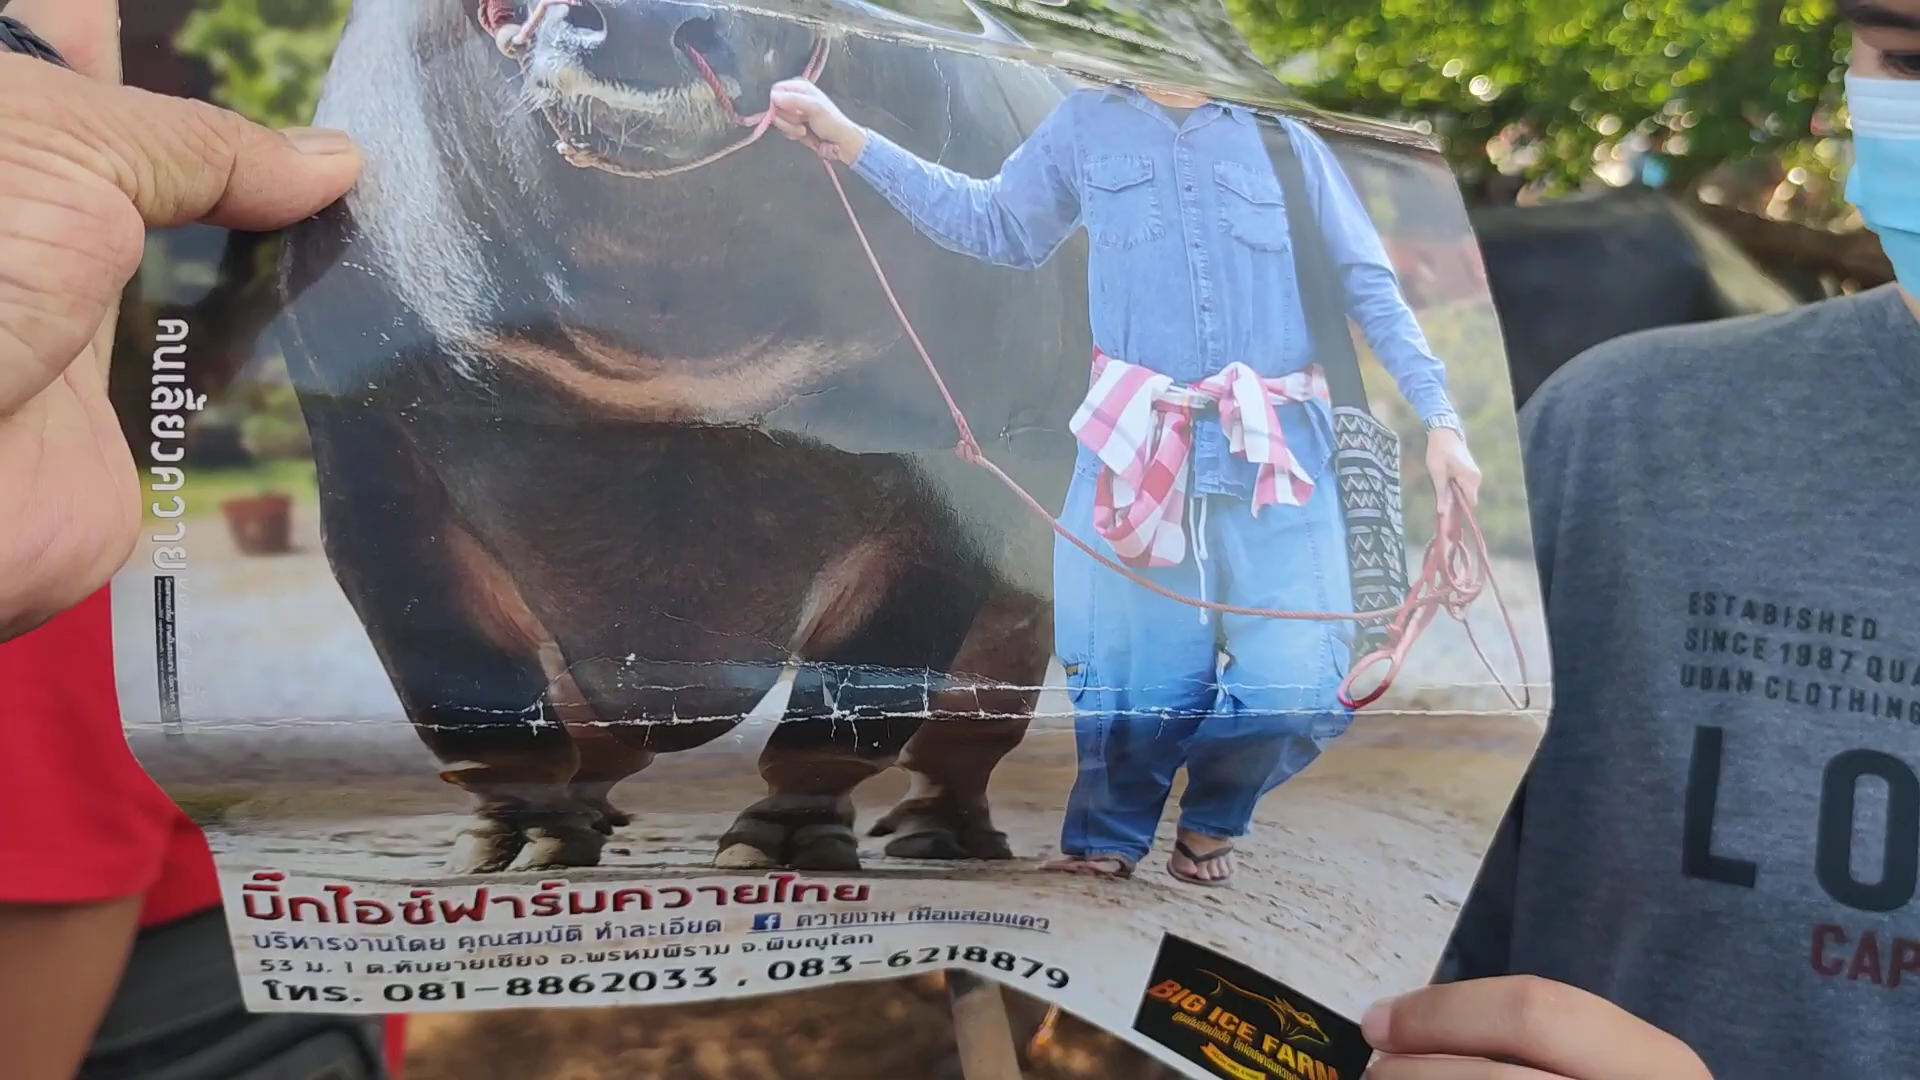 คนเลี้ยงควาย
บิ๊กไอซ์ฟาร์มควายไทย
บริหารงานโดย คุณสมบัติ ทำละเอียด ควายงาม เมืองสองแคว
53 ม. 1 ต.ทับยายเชียง อ.พรหมพิราม จ.พิษณุโลก
โทร. 081-8862033 , 083-6218879
BIG ICE FARM
ESTABISHED
SINCE 1987 QUA
UBAN CLOTHING
LO
CAP